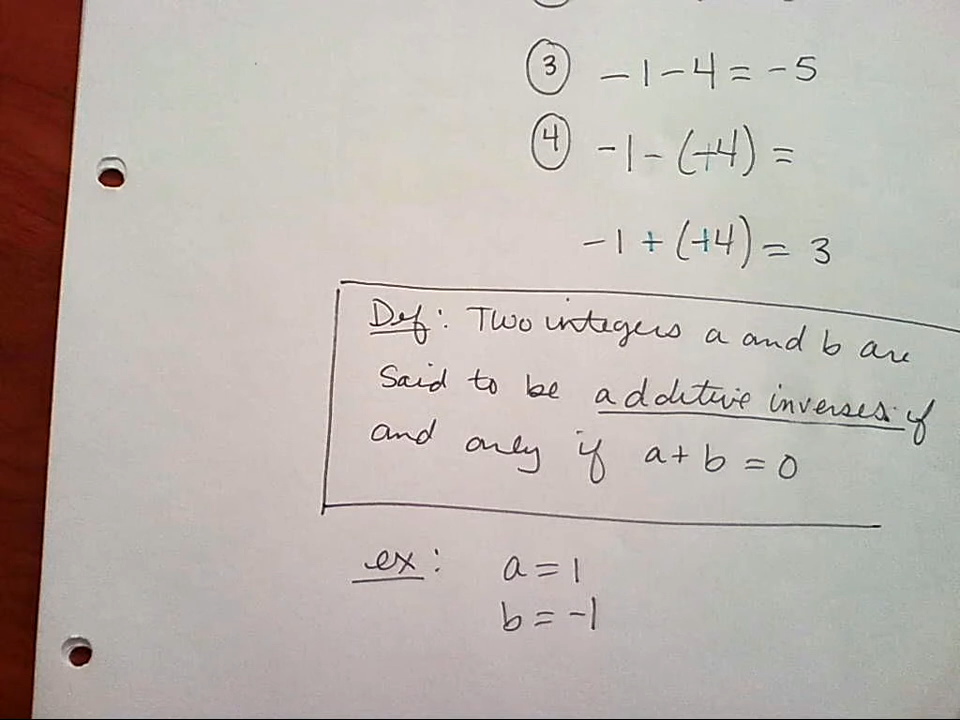 ③ -1-4 = -5
④ -1-(+4) =
-1 + (+4) = 3
Def: Two integers a and b are
said to be additive inverses if
and only if a+b = 0
ex: a = 1
b = -1